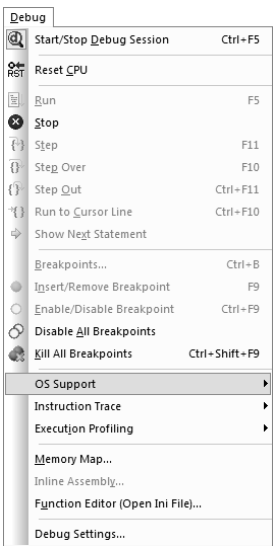 Debug
Start/Stop Debug Session Ctrl+F5
RST Reset CPU
Run F5
Stop
Step F11
Step Over F10
Step Out Ctrl+F11
Run to Cursor Line Ctrl+F10
Show Next Statement
Breakpoints... Ctrl+B
Insert/Remove Breakpoint F9
Enable/Disable Breakpoint Ctrl+F9
Disable All Breakpoints
Kill All Breakpoints Ctrl+Shift+F9
OS Support
Instruction Trace
Execution Profiling
Memory Map...
Inline Assembly...
Function Editor (Open Ini File)...
Debug Settings...